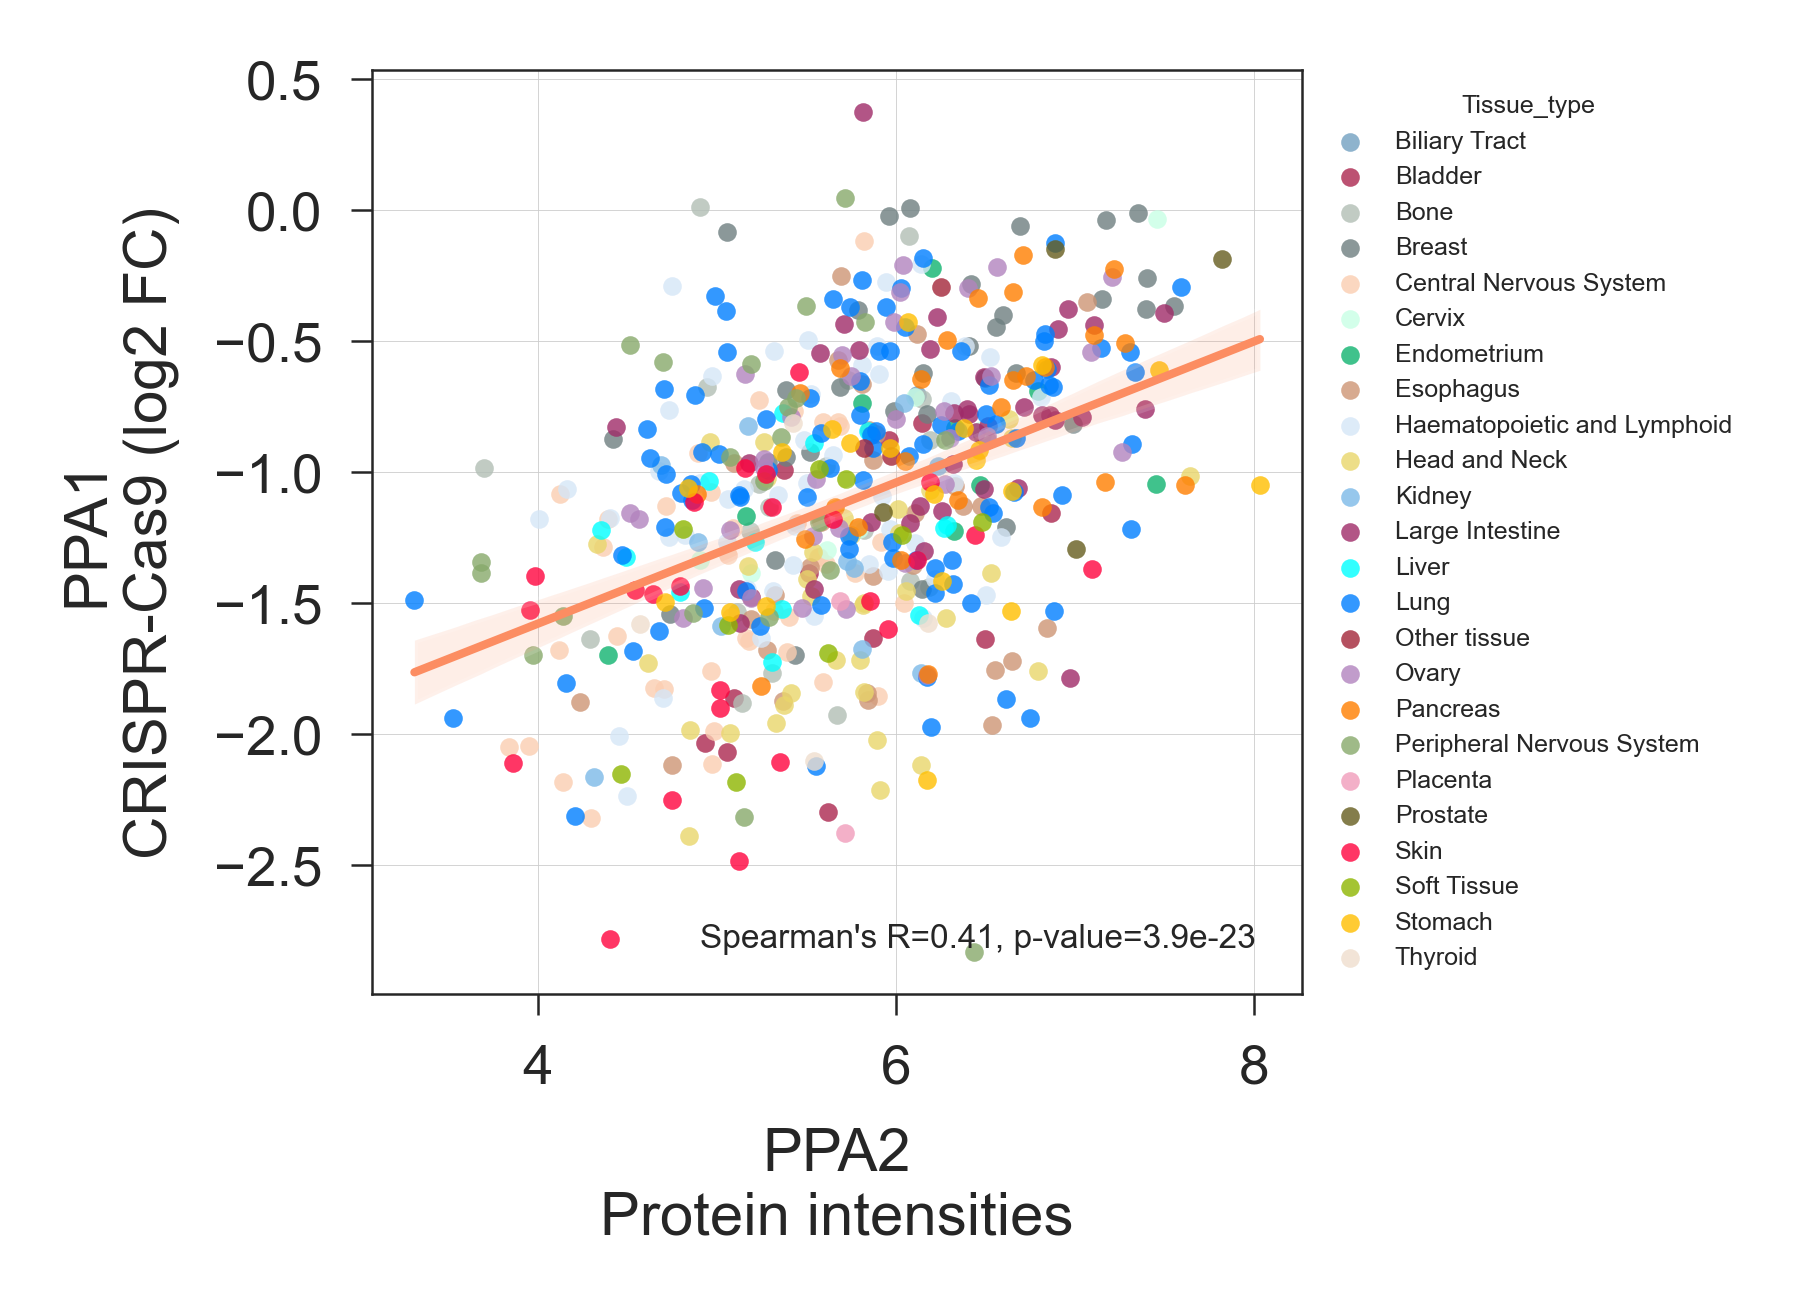 0.5
0.0
−0.5
−1.0
−1.5
−2.0
−2.5
PPA1
CRISPR-Cas9 (log2 FC)
Spearman's R=0.41, p-value=3.9e-23
4
6
8
PPA2
Protein intensities
Tissue_type
Biliary Tract
Bladder
Bone
Breast
Central Nervous System
Cervix
Endometrium
Esophagus
Haematopoietic and Lymphoid
Head and Neck
Kidney
Large Intestine
Liver
Lung
Other tissue
Ovary
Pancreas
Peripheral Nervous System
Placenta
Prostate
Skin
Soft Tissue
Stomach
Thyroid